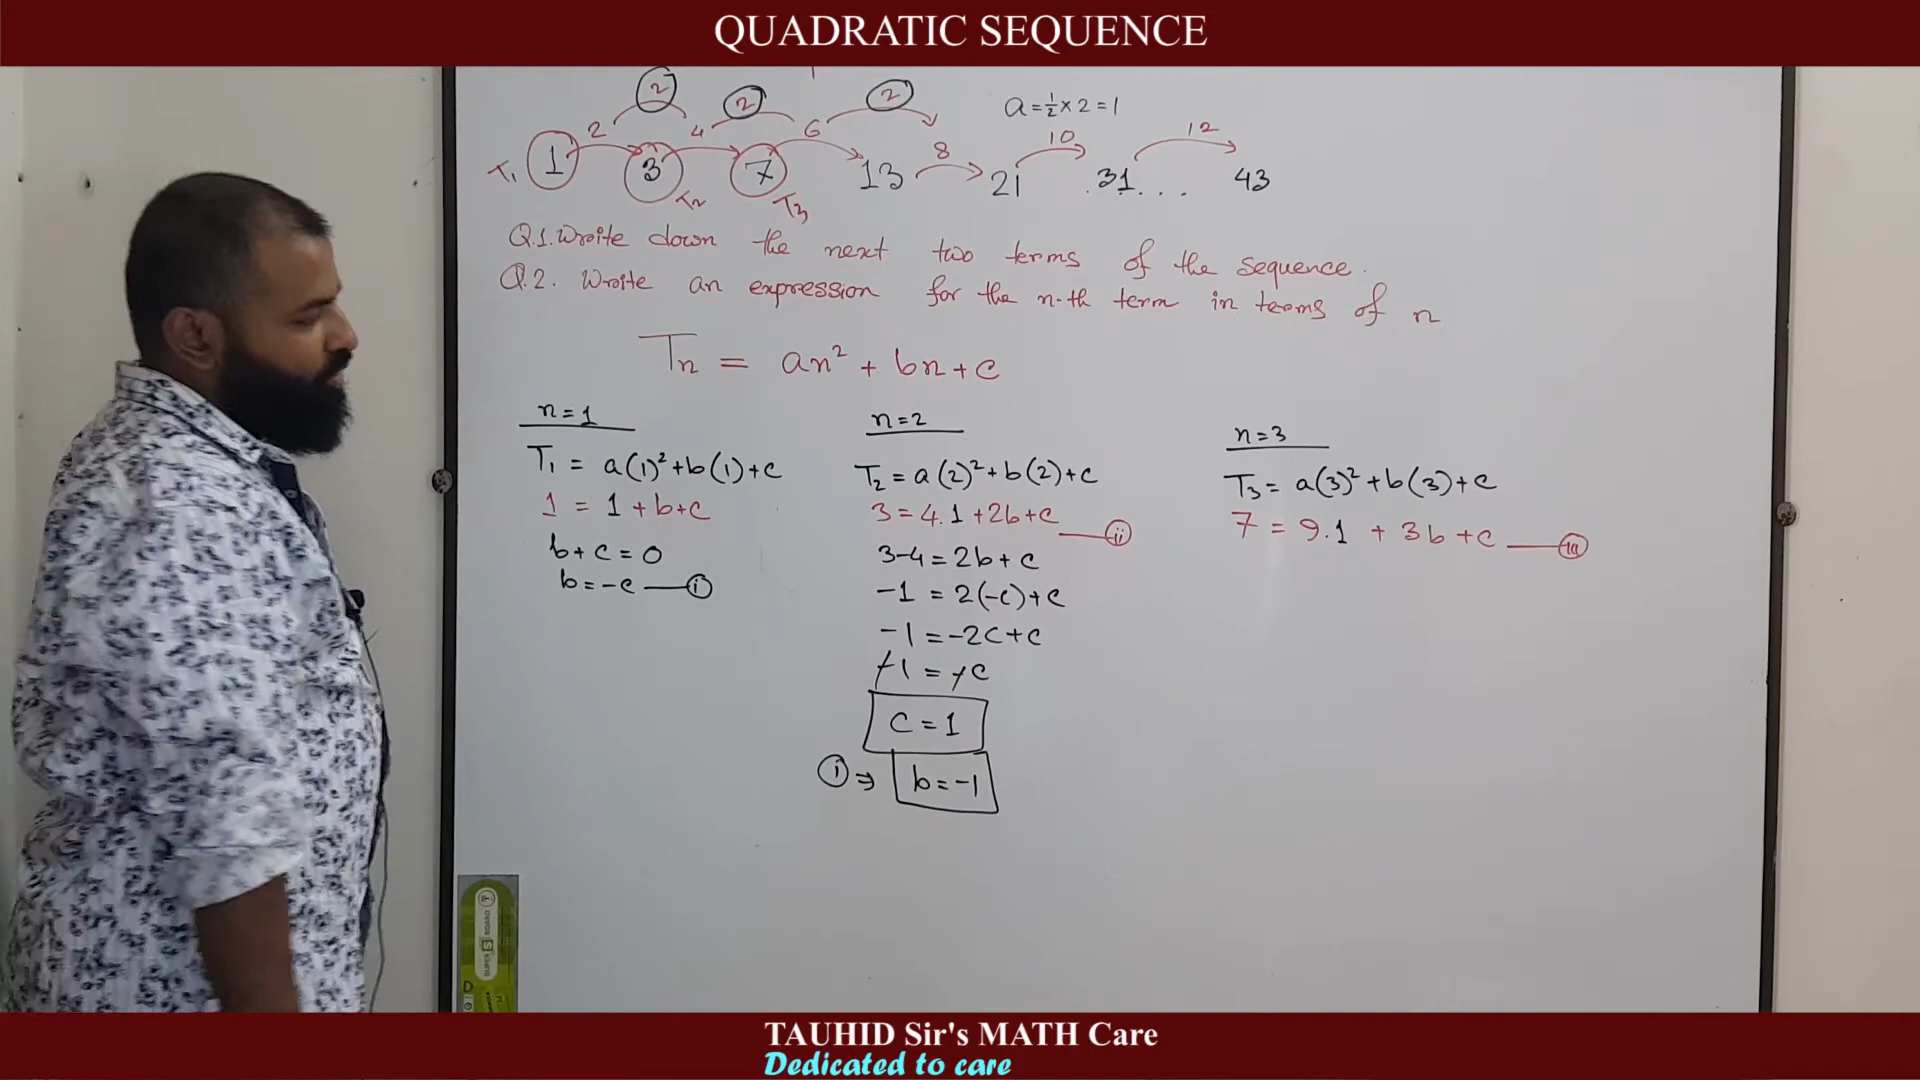 QUADRATIC SEQUENCE
2 2 2 a = 1/2 × 2 = 1
2 4 6 8 10 12
T₁ 1 3 7 13 21 31 . . . 43
T₂ T₃
Q.1. Write down the next two terms of the sequence.
Q.2. Write an expression for the n-th term in terms of n
Tn = an² + bn + c
n = 1
T₁ = a(1)² + b(1) + c
1 = 1 + b + c
b + c = 0
b = -c — (i)
n = 2
T₂ = a(2)² + b(2) + c
3 = 4.1 + 2b + c — (ii)
3-4 = 2b + c
-1 = 2(-c) + c
-1 = -2c + c
-1 = -c
c = 1
(i) ⇒ b = -1
n = 3
T₃ = a(3)² + b(3) + c
7 = 9.1 + 3b + c — (iii)
SUPER S BOARD
TAUHID Sir's MATH Care
Dedicated to care